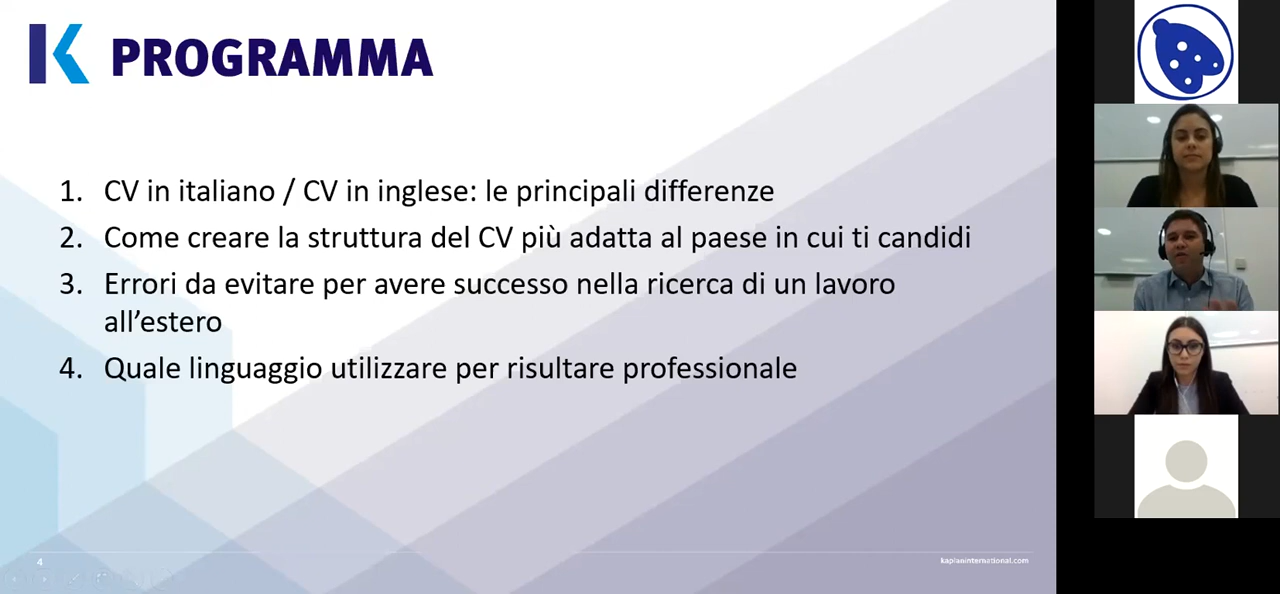 K PROGRAMMA
1. CV in italiano / CV in inglese: le principali differenze
2. Come creare la struttura del CV più adatta al paese in cui ti candidi
3. Errori da evitare per avere successo nella ricerca di un lavoro
all’estero
4. Quale linguaggio utilizzare per risultare professionale
4
kaplaninternational.com